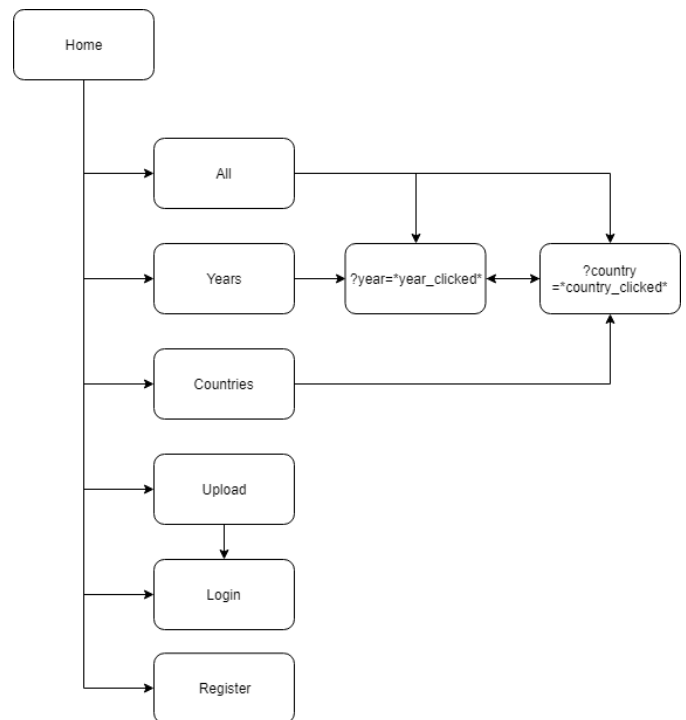 Home
All
Years
?year=*year_clicked*
?country
=*country_clicked*
Countries
Upload
Login
Register